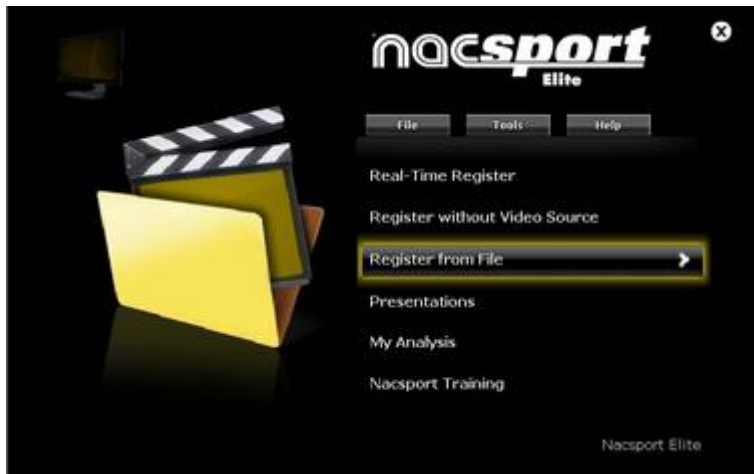 nacsport
Elite
File Tools Help
Real-Time Register
Register without Video Source
Register from File
Presentations
My Analysis
Nacsport Training
Nacsport Elite